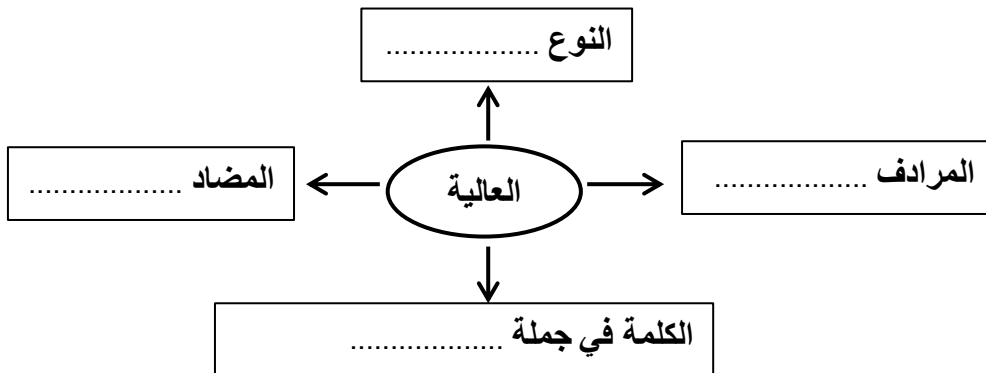 النوع ...................
المرادف ...................
العالية
المضاد ...................
الكلمة في جملة ...................